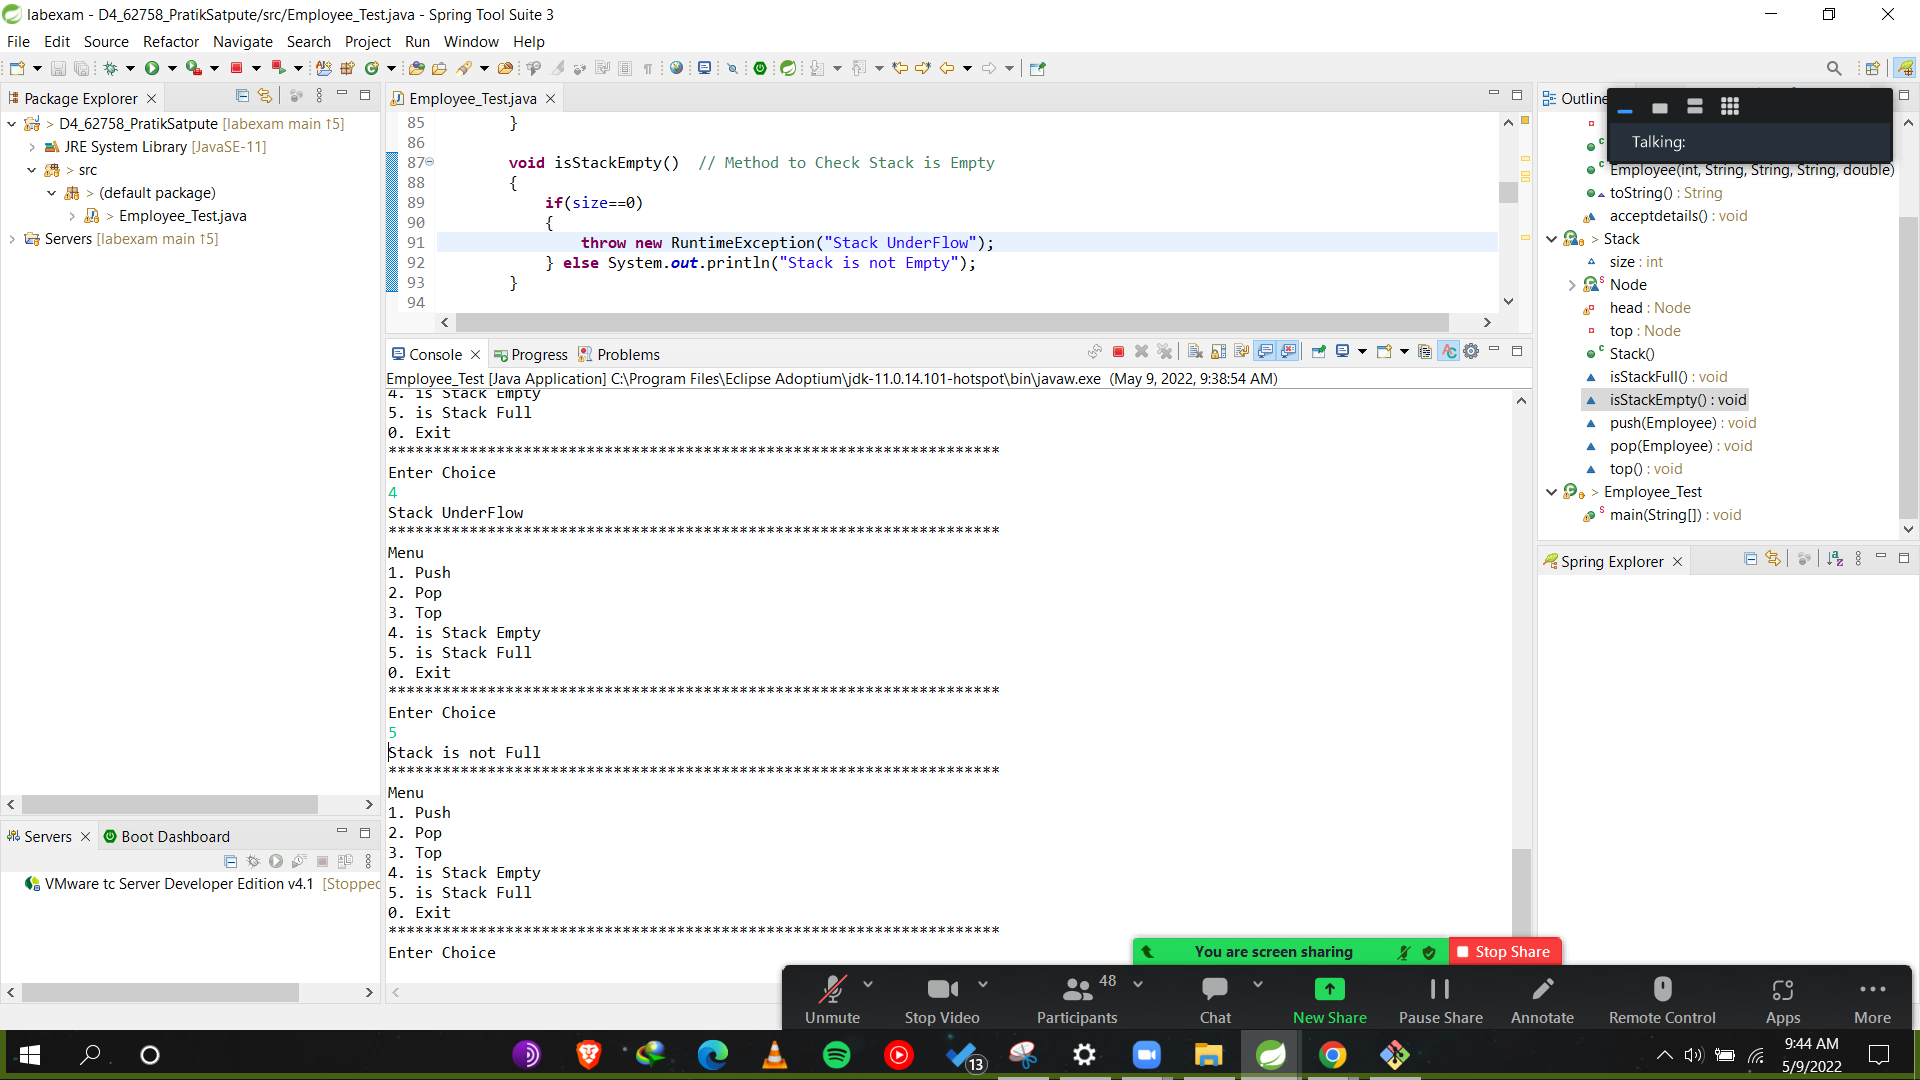 labexam - D4_62758_PratikSatpute/src/Employee_Test.java - Spring Tool Suite 3
File Edit Source Refactor Navigate Search Project Run Window Help
Package Explorer
> D4_62758_PratikSatpute [labexam main ↑5]
JRE System Library [JavaSE-11]
> src
> (default package)
> Employee_Test.java
Servers [labexam main ↑5]
Employee_Test.java
85 }
86
87 void isStackEmpty() // Method to Check Stack is Empty
88 {
89 if(size==0)
90 {
91 throw new RuntimeException("Stack UnderFlow");
92 } else System.out.println("Stack is not Empty");
93 }
94
Console Progress Problems
Employee_Test [Java Application] C:\Program Files\Eclipse Adoptium\jdk-11.0.14.101-hotspot\bin\javaw.exe (May 9, 2022, 9:38:54 AM)
4. is Stack Empty
5. is Stack Full
0. Exit
********************************************************************
Enter Choice
4
Stack UnderFlow
********************************************************************
Menu
1. Push
2. Pop
3. Top
4. is Stack Empty
5. is Stack Full
0. Exit
********************************************************************
Enter Choice
5
Stack is not Full
********************************************************************
Menu
1. Push
2. Pop
3. Top
4. is Stack Empty
5. is Stack Full
0. Exit
********************************************************************
Enter Choice
Outline
Talking:
Employee(int, String, String, String, double)
toString() : String
acceptdetails() : void
> Stack
size : int
Node
head : Node
top : Node
Stack()
isStackFull() : void
isStackEmpty() : void
push(Employee) : void
pop(Employee) : void
top() : void
> Employee_Test
main(String[]) : void
Spring Explorer
Servers Boot Dashboard
VMware tc Server Developer Edition v4.1 [Stopped
You are screen sharing Stop Share
48
Unmute Stop Video Participants Chat New Share Pause Share Annotate Remote Control Apps More
13
9:44 AM
5/9/2022